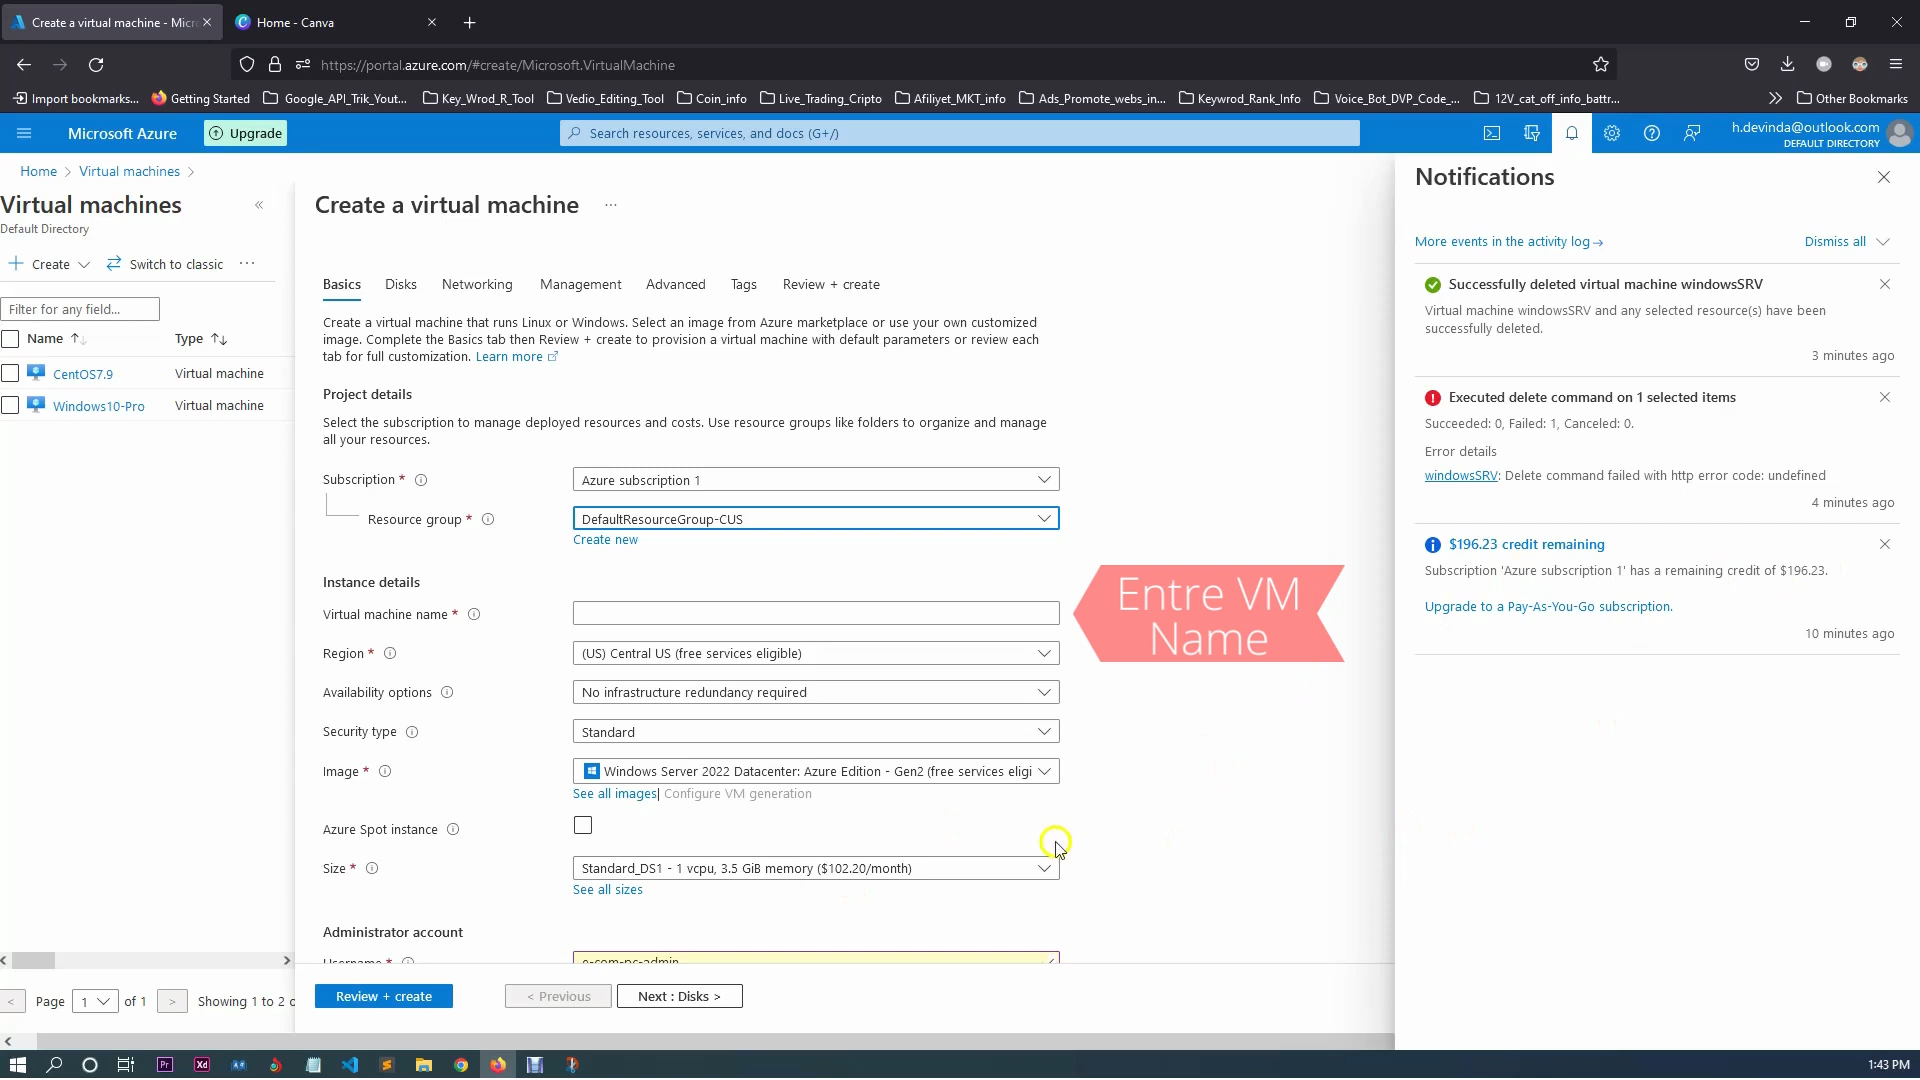 Create a virtual machine - Micro
Home - Canva
https://portal.azure.com/#create/Microsoft.VirtualMachine
Import bookmarks...
Getting Started
Google_API_Trik_Yout...
Key_Wrod_R_Tool
Vedio_Editing_Tool
Coin_info
Live_Trading_Cripto
Afiliyet_MKT_info
Ads_Promote_webs_in...
Keywrod_Rank_Info
Voice_Bot_DVP_Code_...
12V_cat_off_info_battr...
Other Bookmarks
Microsoft Azure
Upgrade
Search resources, services, and docs (G+/)
h.devinda@outlook.com
DEFAULT DIRECTORY
Home > Virtual machines >
Virtual machines
Default Directory
Create
Switch to classic
Filter for any field...
Name
Type
CentOS7.9
Virtual machine
Windows10-Pro
Virtual machine
< Page 1 of 1 > Showing 1 to 2 o
Create a virtual machine
Basics
Disks
Networking
Management
Advanced
Tags
Review + create
Create a virtual machine that runs Linux or Windows. Select an image from Azure marketplace or use your own customized
image. Complete the Basics tab then Review + create to provision a virtual machine with default parameters or review each
tab for full customization. Learn more
Project details
Select the subscription to manage deployed resources and costs. Use resource groups like folders to organize and manage
all your resources.
Subscription *
Azure subscription 1
Resource group *
DefaultResourceGroup-CUS
Create new
Instance details
Virtual machine name *
Entre VM
Name
Region *
(US) Central US (free services eligible)
Availability options
No infrastructure redundancy required
Security type
Standard
Image *
Windows Server 2022 Datacenter: Azure Edition - Gen2 (free services eligi
See all images | Configure VM generation
Azure Spot instance
Size *
Standard_DS1 - 1 vcpu, 3.5 GiB memory ($102.20/month)
See all sizes
Administrator account
Username *
e-com-pc-admin
Review + create
< Previous
Next : Disks >
Notifications
More events in the activity log →
Dismiss all
Successfully deleted virtual machine windowsSRV
Virtual machine windowsSRV and any selected resource(s) have been
successfully deleted.
3 minutes ago
Executed delete command on 1 selected items
Succeeded: 0, Failed: 1, Canceled: 0.
Error details
windowsSRV: Delete command failed with http error code: undefined
4 minutes ago
$196.23 credit remaining
Subscription 'Azure subscription 1' has a remaining credit of $196.23.
Upgrade to a Pay-As-You-Go subscription.
10 minutes ago
Pr
Xd
1:43 PM